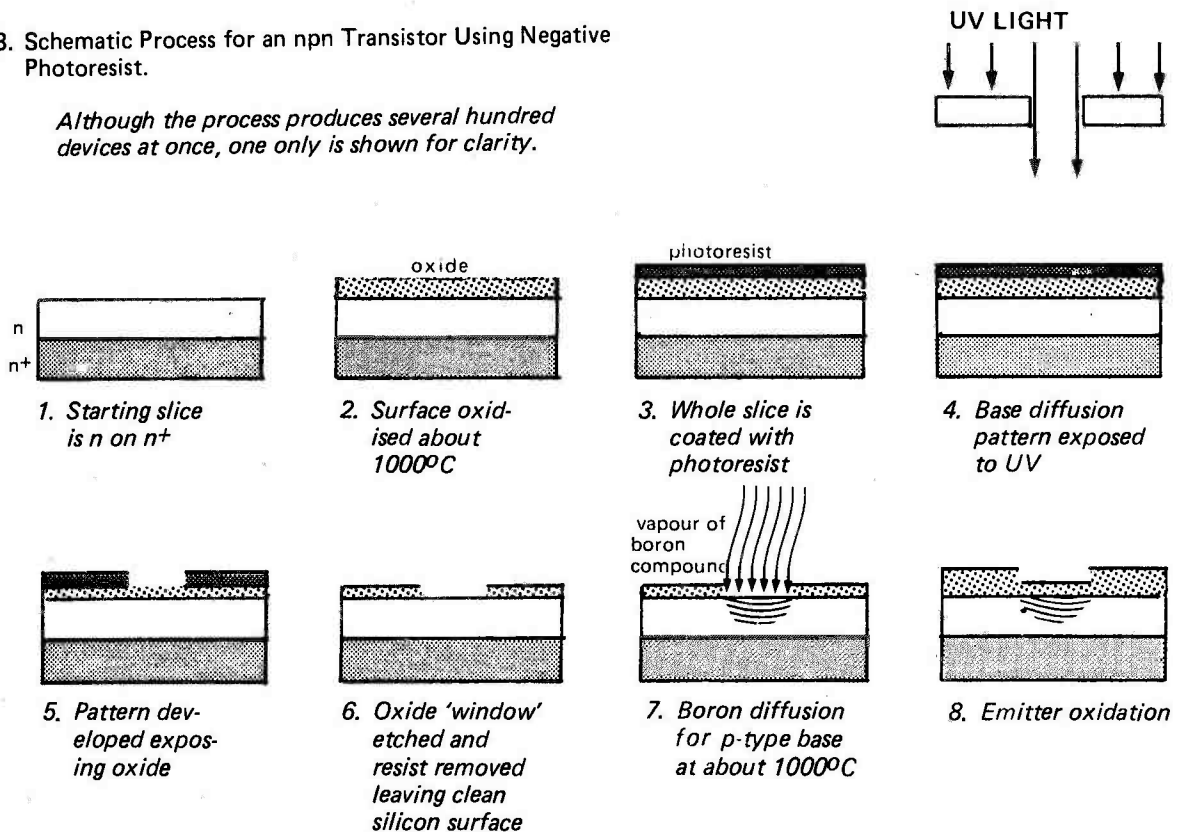 3. Schematic Process for an npn Transistor Using Negative
Photoresist.
Although the process produces several hundred
devices at once, one only is shown for clarity.
UV LIGHT
n
n+
1. Starting slice
is n on n+
oxide
2. Surface oxid-
ised about
1000°C
photoresist
3. Whole slice is
coated with
photoresist
4. Base diffusion
pattern exposed
to UV
5. Pattern dev-
eloped expos-
ing oxide
6. Oxide 'window'
etched and
resist removed
leaving clean
silicon surface
vapour of
boron
compound
7. Boron diffusion
for p-type base
at about 1000°C
8. Emitter oxidation